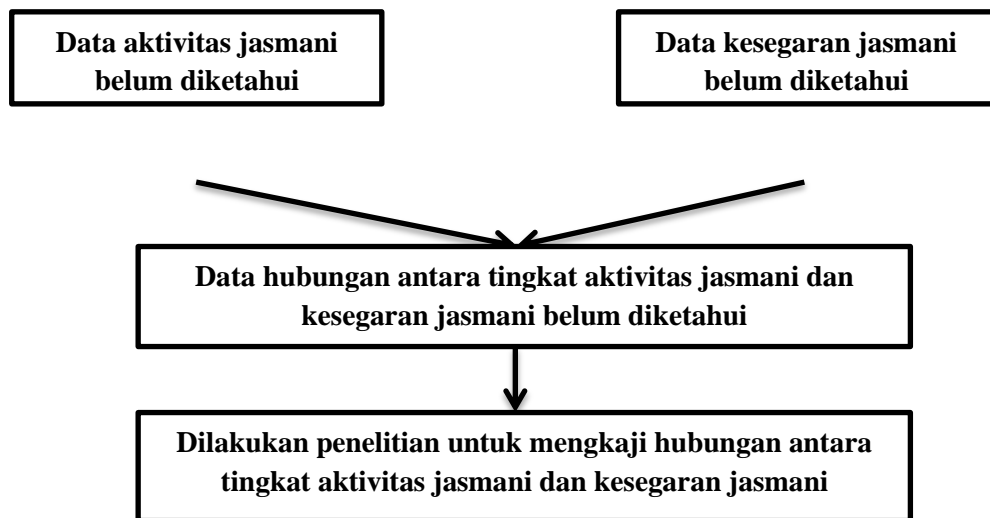 Data aktivitas jasmani
belum diketahui
Data kesegaran jasmani
belum diketahui
Data hubungan antara tingkat aktivitas jasmani dan
kesegaran jasmani belum diketahui
Dilakukan penelitian untuk mengkaji hubungan antara
tingkat aktivitas jasmani dan kesegaran jasmani